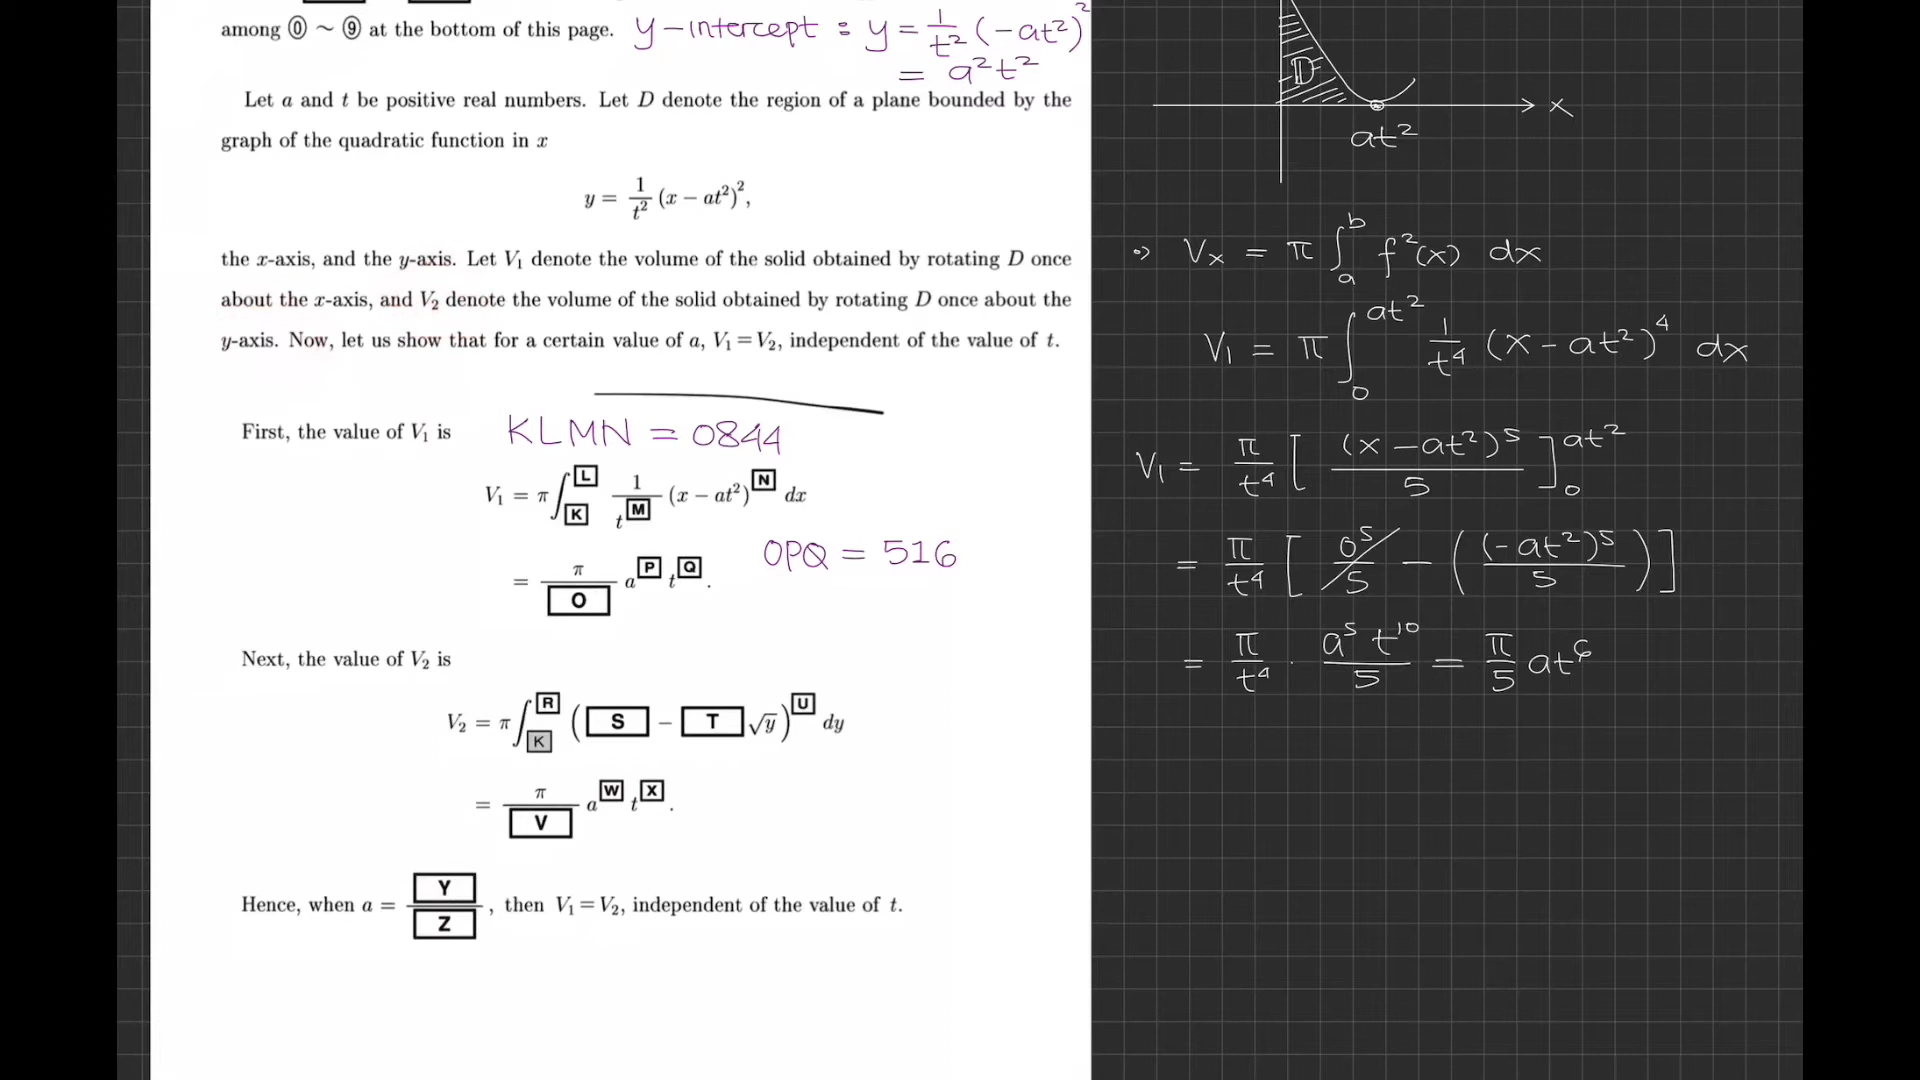 among ⓪ ~ ⑨ at the bottom of this page. y-intercept : y = 1/t² (-at²)²
= a²t²
Let a and t be positive real numbers. Let D denote the region of a plane bounded by the
graph of the quadratic function in x
y = 1/t² (x − at²)²,
the x-axis, and the y-axis. Let V₁ denote the volume of the solid obtained by rotating D once
about the x-axis, and V₂ denote the volume of the solid obtained by rotating D once about the
y-axis. Now, let us show that for a certain value of a, V₁ = V₂, independent of the value of t.
First, the value of V₁ is KLMN = 0844
V₁ = π ∫_K^L 1/t^M (x − at²)^N dx
= π/O a^P t^Q. OPQ = 516
Next, the value of V₂ is
V₂ = π ∫_K^R (S − T √y)^U dy
= π/V a^W t^X.
Hence, when a = Y/Z, then V₁ = V₂, independent of the value of t.
D
x
at²
Vx = π ∫_a^b f²(x) dx
V₁ = π ∫_0^at² 1/t⁴ (x − at²)⁴ dx
V₁ = π/t⁴ [ (x − at²)⁵/5 ]_0^at²
= π/t⁴ [ 0⁵/5 − ( (-at²)⁵/5 ) ]
= π/t⁴ · a⁵ t¹⁰/5 = π/5 at⁶